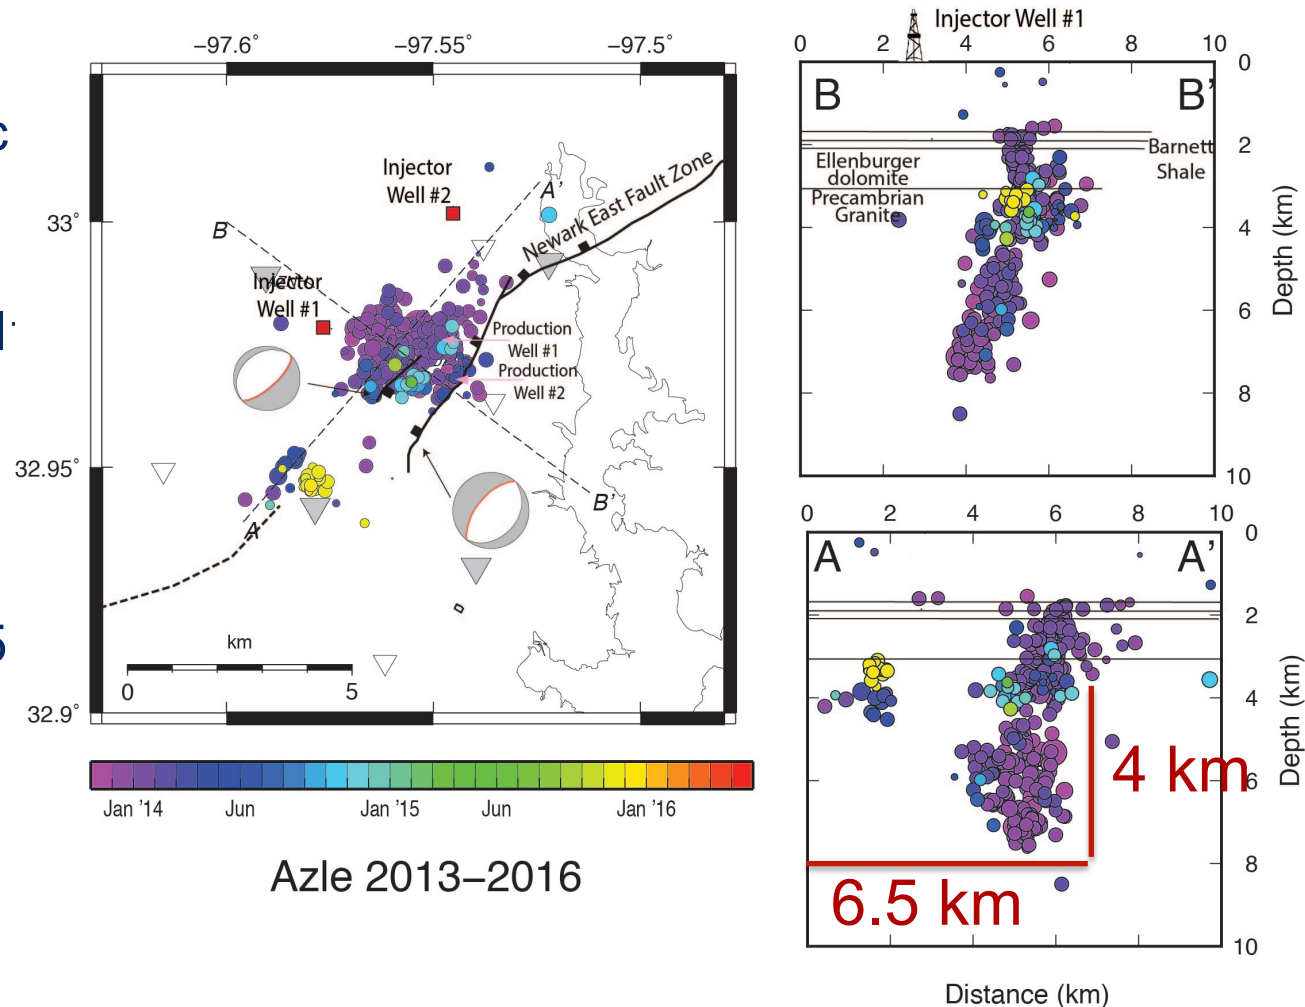 Injector Well #1
−97.6°
−97.55°
−97.5°
0
2
4
6
8
10
B
B'
0
2
4
6
8
10
Depth (km)
Barnett
Shale
Ellenburger
dolomite
Precambrian
Granite
c
5
Injector
Well #2
A'
Newark East Fault Zone
33°
B
Injector
Well #1
Production
Well #1
Production
Well #2
32.95°
B'
A
km
0
5
32.9°
Jan '14
Jun
Jan '15
Jun
Jan '16
Azle 2013–2016
0
2
4
6
8
10
A
A'
0
2
4
6
8
10
Depth (km)
4 km
6.5 km
Distance (km)